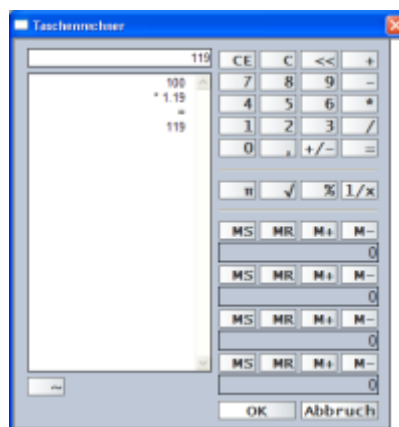 Taschenrechner
119
100
* 1.19
=
119
CE C << +
7 8 9 -
4 5 6 *
1 2 3 /
0 , +/- =
π √ % 1/x
MS MR M+ M-
0
MS MR M+ M-
0
MS MR M+ M-
0
MS MR M+ M-
0
~
OK Abbruch